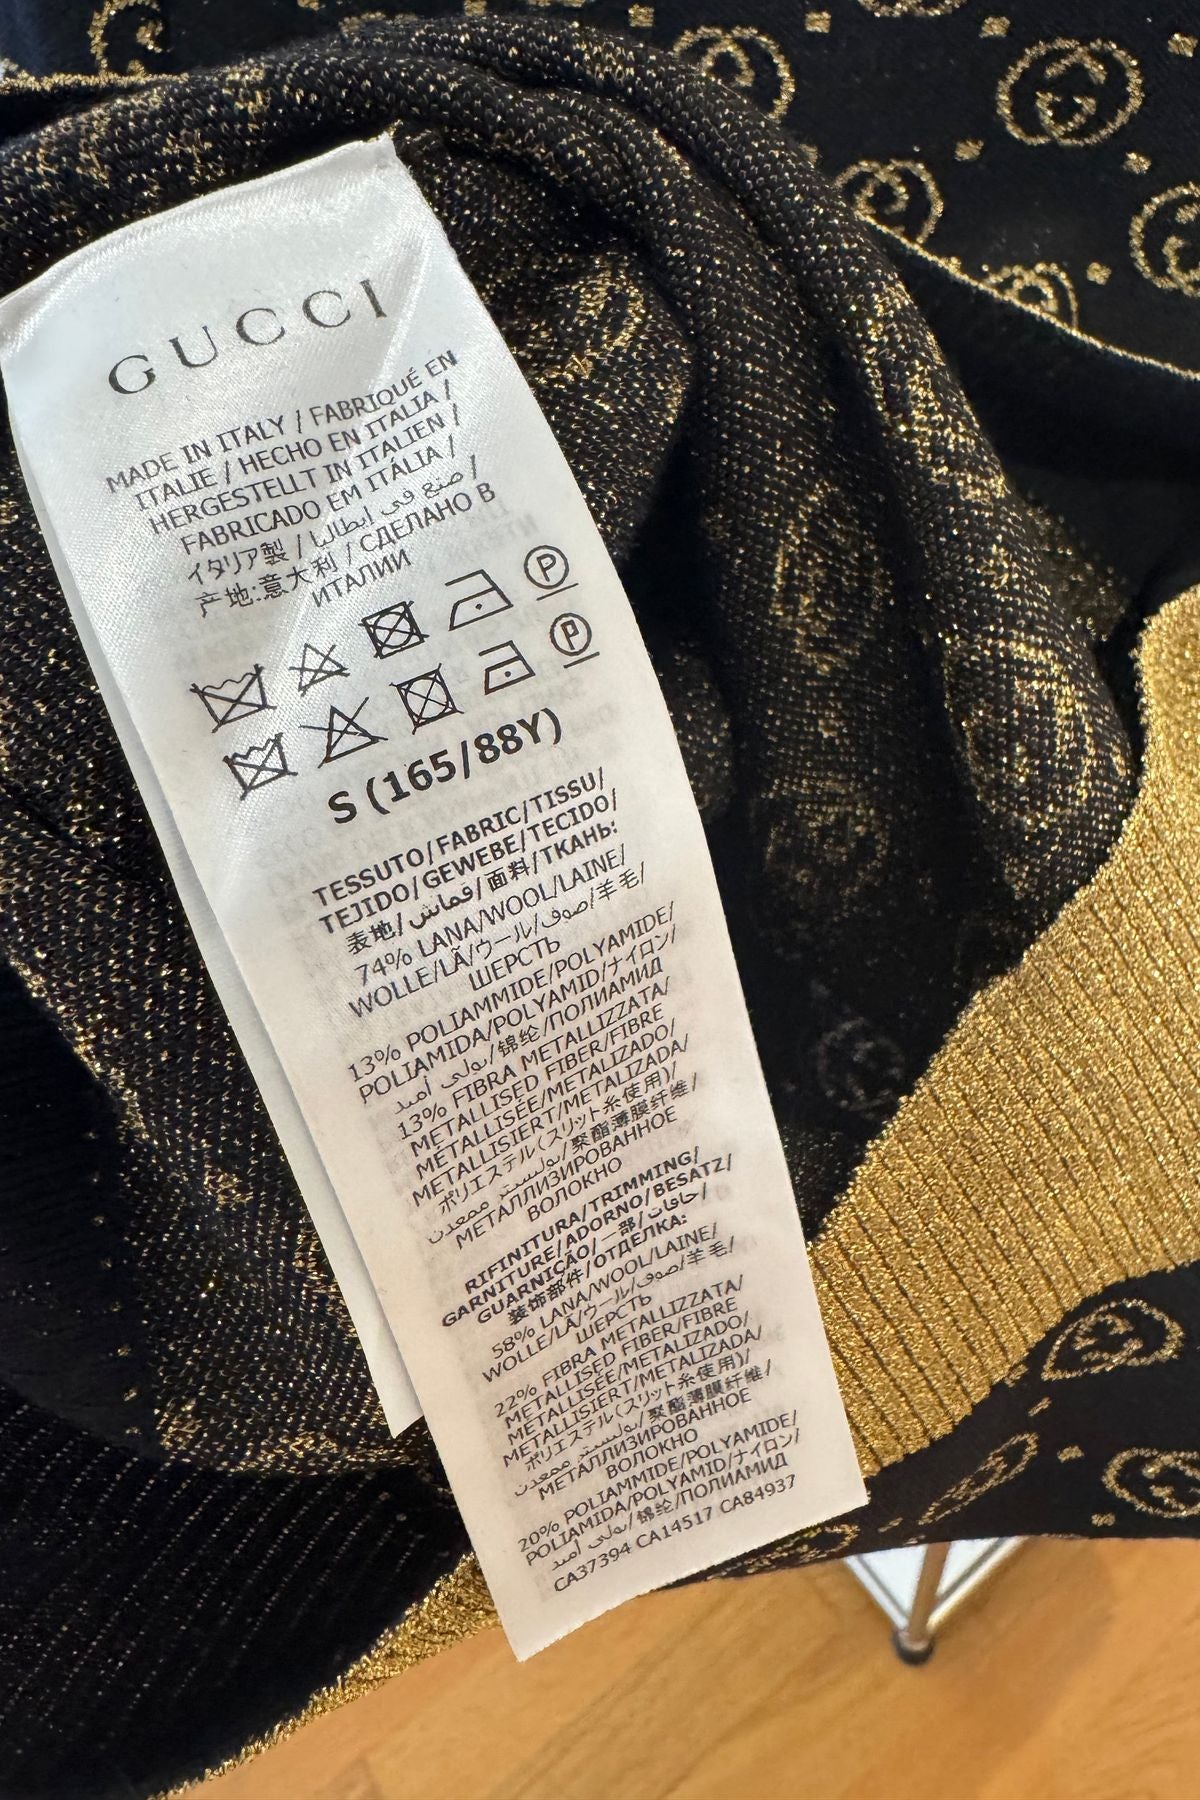 GUCCI
MADE IN ITALY / FABRIQUÉ EN
ITALIE / HECHO EN ITALIA /
HERGESTELLT IN ITALIEN /
FABRICADO EM ITÁLIA /
イタリア製 / صنع في ايطاليا /
产地:意大利 / СДЕЛАНО В
ИТАЛИИ
P
P
S (165/88Y)
TESSUTO/FABRIC/TISSU/
TEJIDO/GEWEBE/TECIDO/
表地/قماش/面料/ТКАНЬ:
74% LANA/WOOL/LAINE/
WOLLE/LÃ/ウール/صوف/羊毛/
ШЕРСТЬ
13% POLIAMMIDE/POLYAMIDE/
POLIAMIDA/POLYAMID/ナイロン/
بولي أميد/锦纶/ПОЛИАМИД
13% FIBRA METALLIZZATA/
METALLISED FIBER/FIBRE
MÉTALLISÉE/METALIZADO/
METALLISIERT/METALIZADA/
ポリエステル(スリット糸使用)/
بوليستر ممعدن/聚酯薄膜纤维/
МЕТАЛЛИЗИРОВАННОЕ
ВОЛОКНО
RIFINITURA/TRIMMING/
GARNITURE/ADORNO/BESATZ/
GUARNIÇÃO/一部/حافات/
装饰部件/ОТДЕЛКА:
58% LANA/WOOL/LAINE/
WOLLE/LÃ/ウール/صوف/羊毛/
ШЕРСТЬ
22% FIBRA METALLIZZATA/
METALLISED FIBER/FIBRE
MÉTALLISÉE/METALIZADO/
METALLISIERT/METALIZADA/
ポリエステル(スリット糸使用)/
بوليستر ممعدن/聚酯薄膜纤维/
МЕТАЛЛИЗИРОВАННОЕ
ВОЛОКНО
20% POLIAMMIDE/POLYAMIDE/
POLIAMIDA/POLYAMID/ナイロン/
بولي أميد/锦纶/ПОЛИАМИД
CA37394 CA14517 CA84937